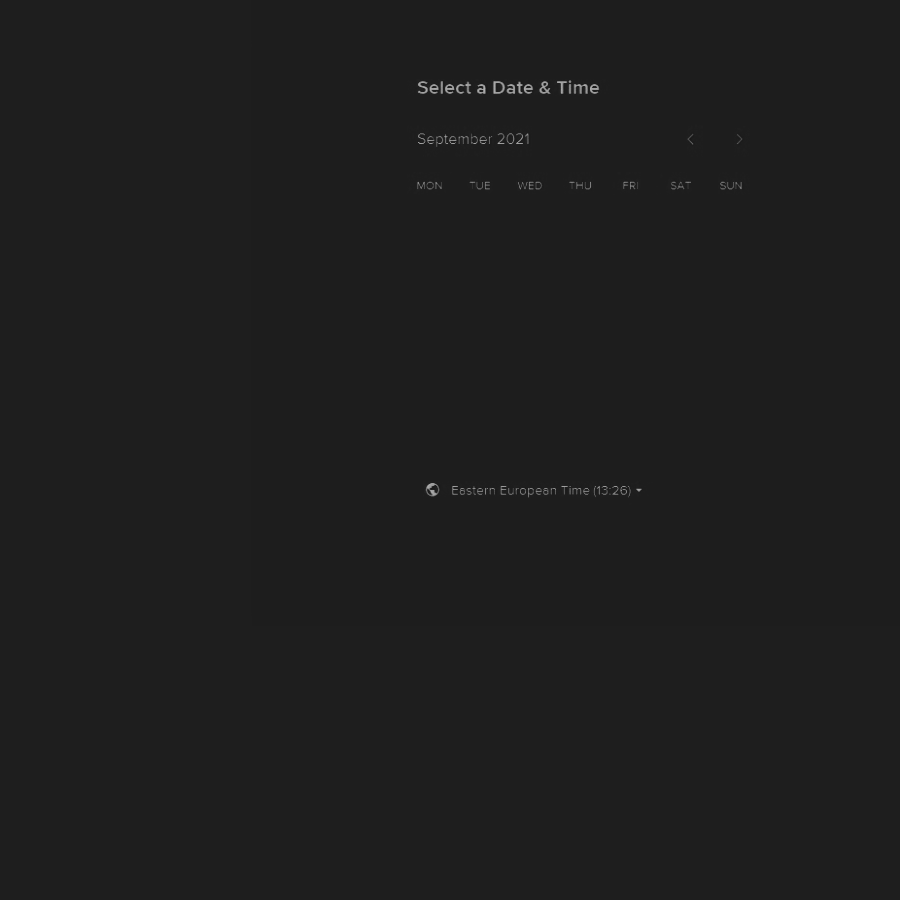 Select a Date & Time
September 2021
MON TUE WED THU FRI SAT SUN
Eastern European Time (13:26)